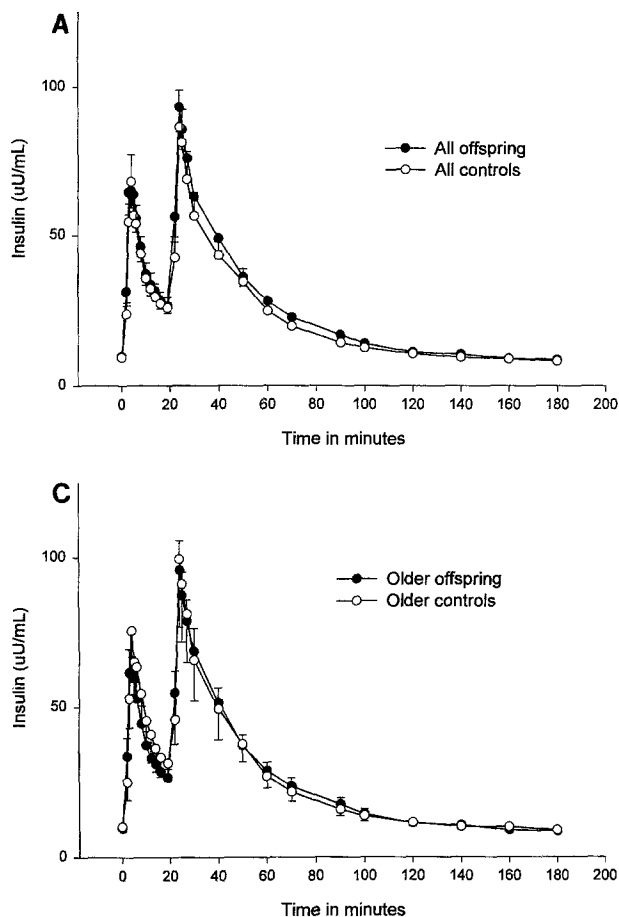 A
100
50
0
Insulin (uU/mL)
All offspring
All controls
0 20 40 60 80 100 120 140 160 180 200
Time in minutes
C
100
50
0
Insulin (uU/mL)
Older offspring
Older controls
0 20 40 60 80 100 120 140 160 180 200
Time in minutes